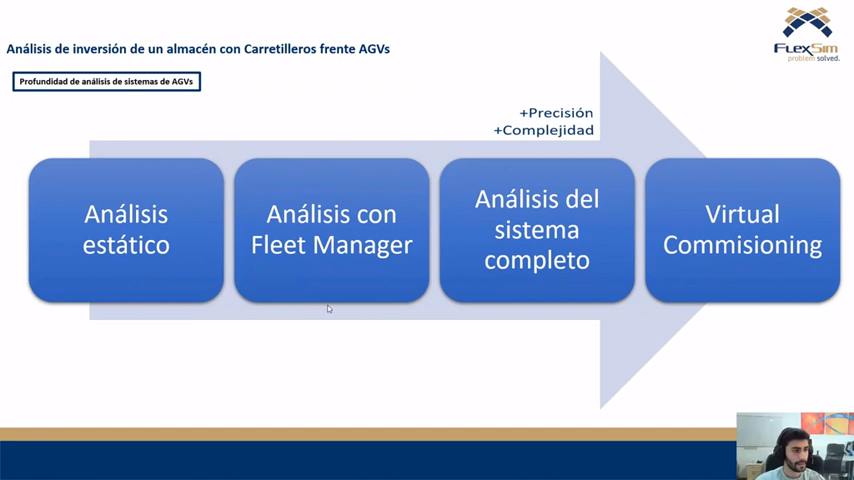 FLEXSIM
problem solved.
Análisis de inversión de un almacén con Carretilleros frente AGVs
Profundidad de análisis de sistemas de AGVs
+Precisión
+Complejidad
Análisis
estático
Análisis con
Fleet Manager
Análisis del
sistema
completo
Virtual
Commisioning